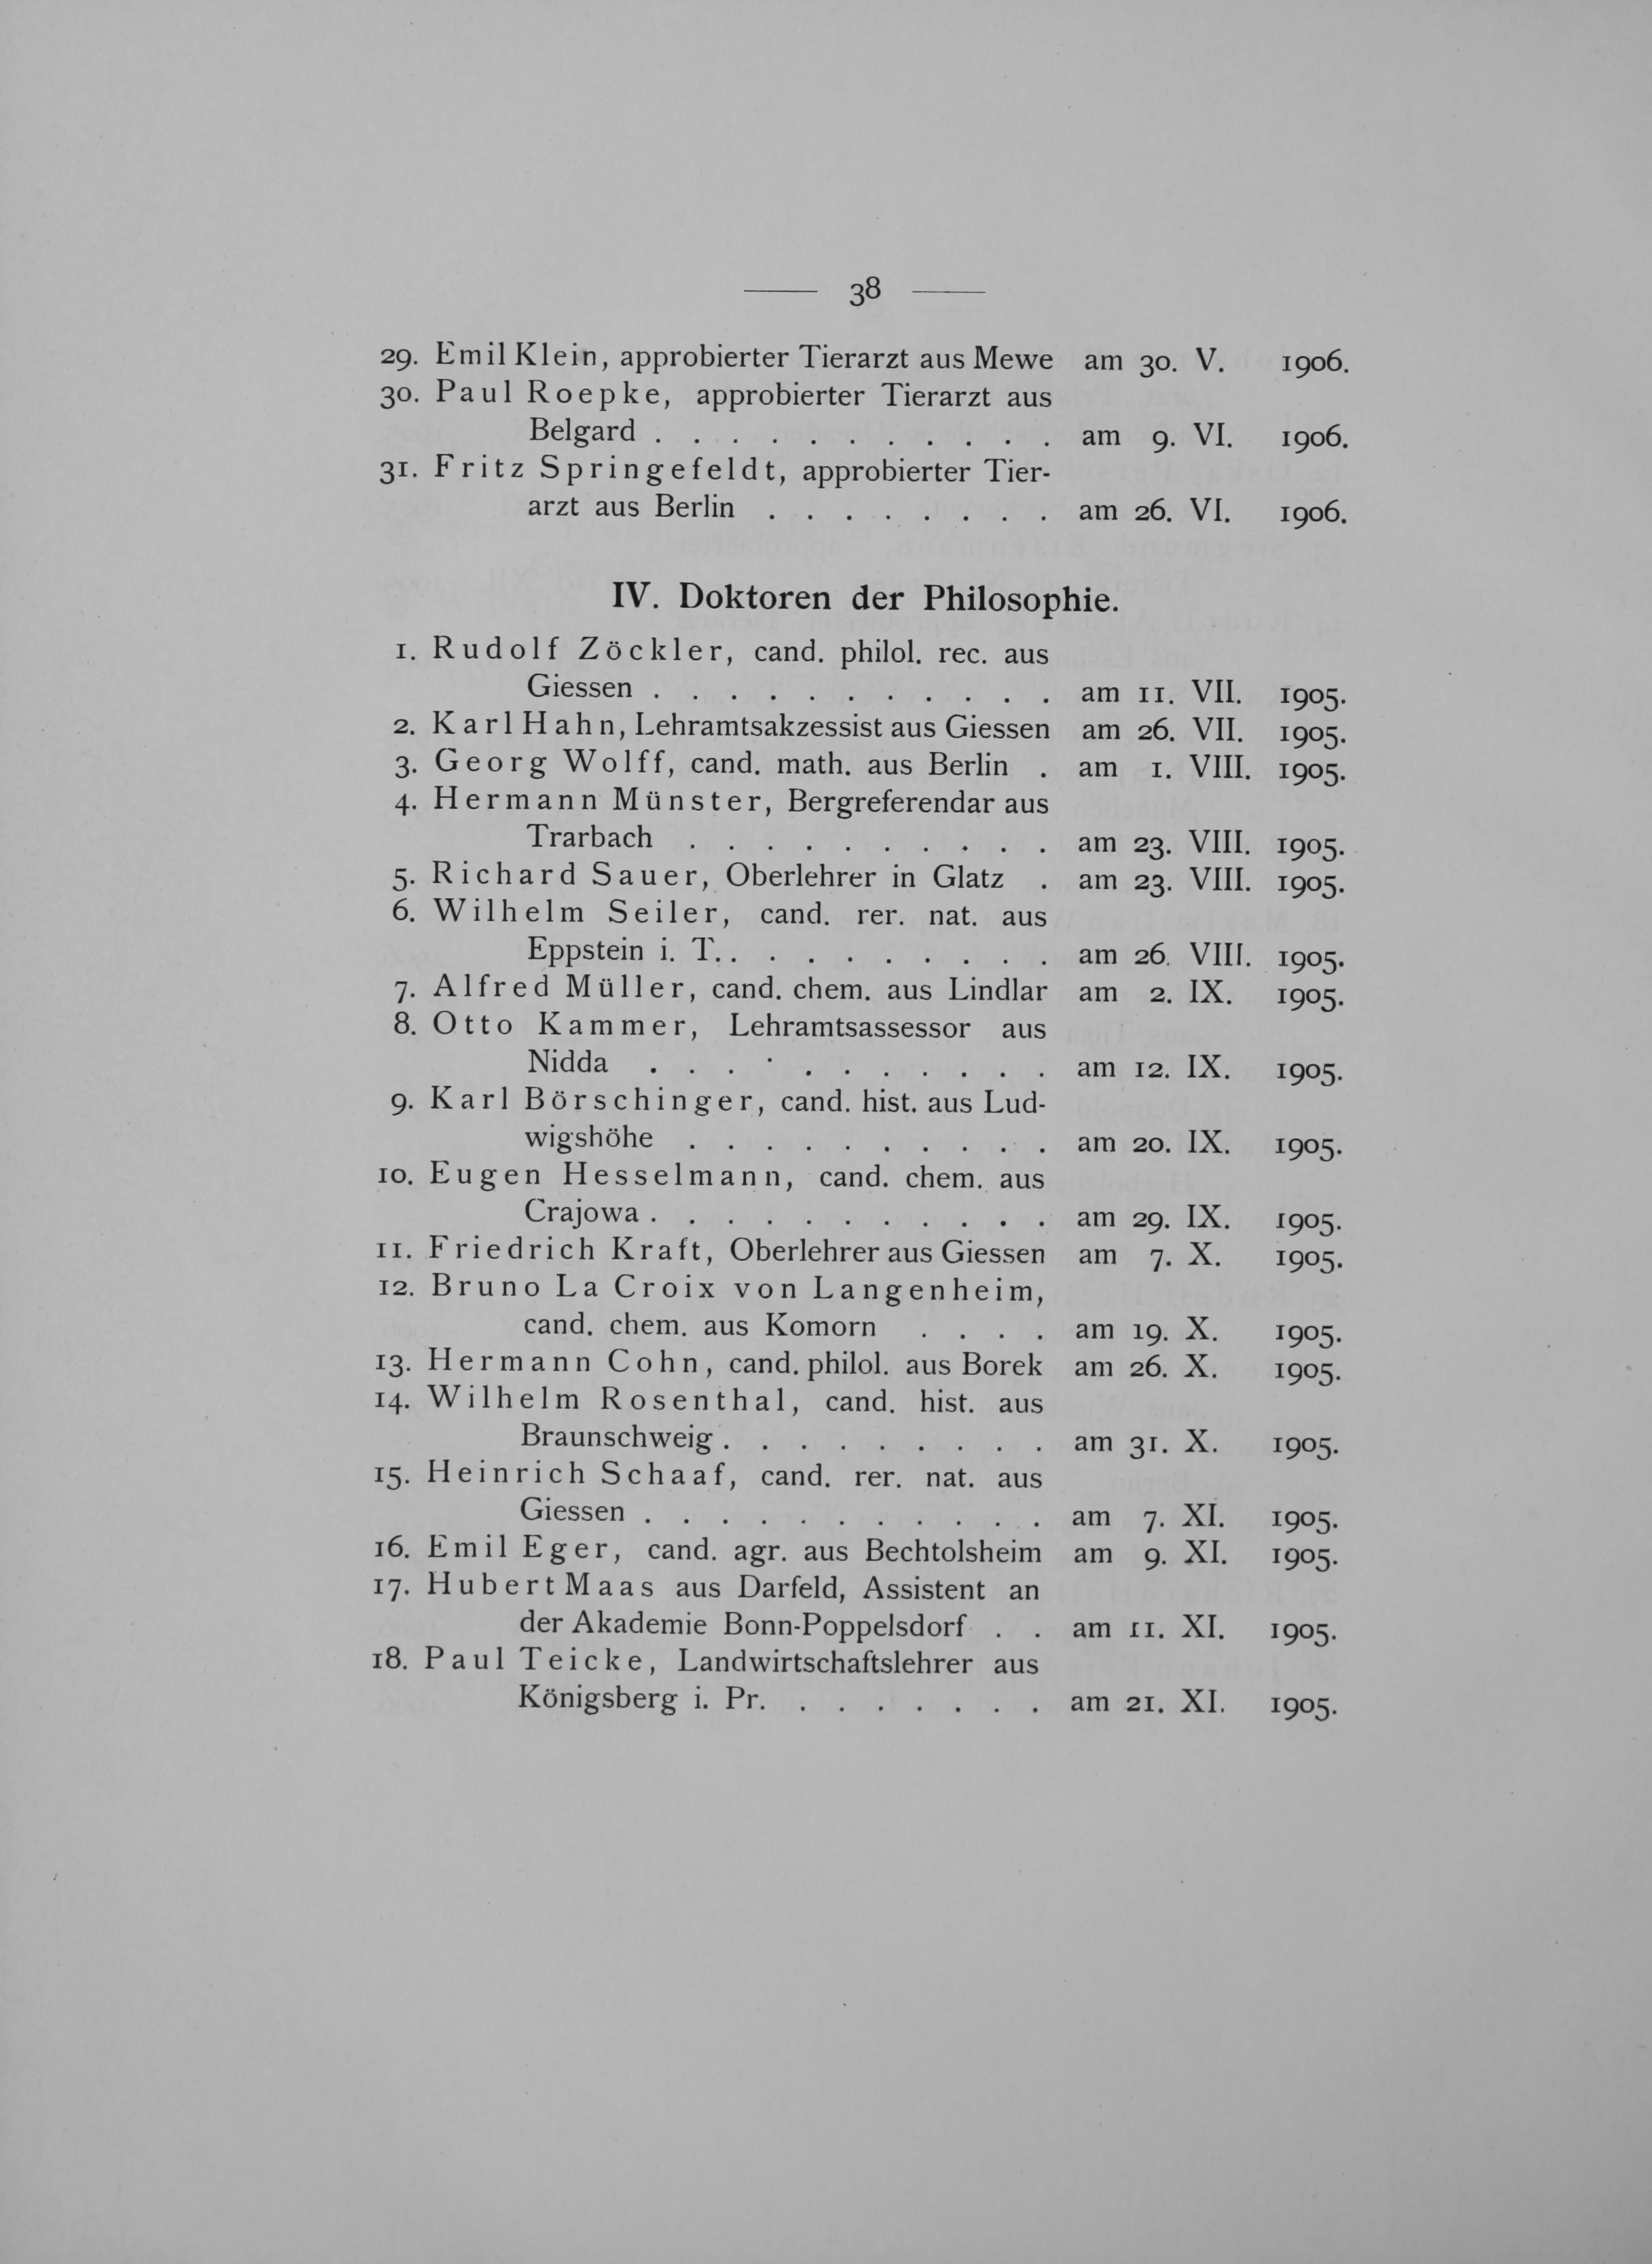 — 38 —
29. Emil Klein, approbierter Tierarzt aus Mewe am 30. V. 1906.
30. Paul Roepke, approbierter Tierarzt aus
Belgard . . . . . . . . . . . am 9. VI. 1906.
31. Fritz Springefeldt, approbierter Tier-
arzt aus Berlin . . . . . . . . am 26. VI. 1906.
IV. Doktoren der Philosophie.
1. Rudolf Zöckler, cand. philol. rec. aus
Giessen . . . . . . . . . . . am 11. VII. 1905.
2. Karl Hahn, Lehramtsakzessist aus Giessen am 26. VII. 1905.
3. Georg Wolff, cand. math. aus Berlin . am 1. VIII. 1905.
4. Hermann Münster, Bergreferendar aus
Trarbach . . . . . . . . . . am 23. VIII. 1905.
5. Richard Sauer, Oberlehrer in Glatz . am 23. VIII. 1905.
6. Wilhelm Seiler, cand. rer. nat. aus
Eppstein i. T. . . . . . . . . . am 26. VIII. 1905.
7. Alfred Müller, cand. chem. aus Lindlar am 2. IX. 1905.
8. Otto Kammer, Lehramtsassessor aus
Nidda . . . . . . . . . . . am 12. IX. 1905.
9. Karl Börschinger, cand. hist. aus Lud-
wigshöhe . . . . . . . . . . am 20. IX. 1905.
10. Eugen Hesselmann, cand. chem. aus
Crajowa . . . . . . . . . . . am 29. IX. 1905.
11. Friedrich Kraft, Oberlehrer aus Giessen am 7. X. 1905.
12. Bruno La Croix von Langenheim,
cand. chem. aus Komorn . . . . am 19. X. 1905.
13. Hermann Cohn, cand. philol. aus Borek am 26. X. 1905.
14. Wilhelm Rosenthal, cand. hist. aus
Braunschweig . . . . . . . . . am 31. X. 1905.
15. Heinrich Schaaf, cand. rer. nat. aus
Giessen . . . . . . . . . . . am 7. XI. 1905.
16. Emil Eger, cand. agr. aus Bechtolsheim am 9. XI. 1905.
17. Hubert Maas aus Darfeld, Assistent an
der Akademie Bonn-Poppelsdorf . . am 11. XI. 1905.
18. Paul Teicke, Landwirtschaftslehrer aus
Königsberg i. Pr. . . . . . . . am 21. XI. 1905.